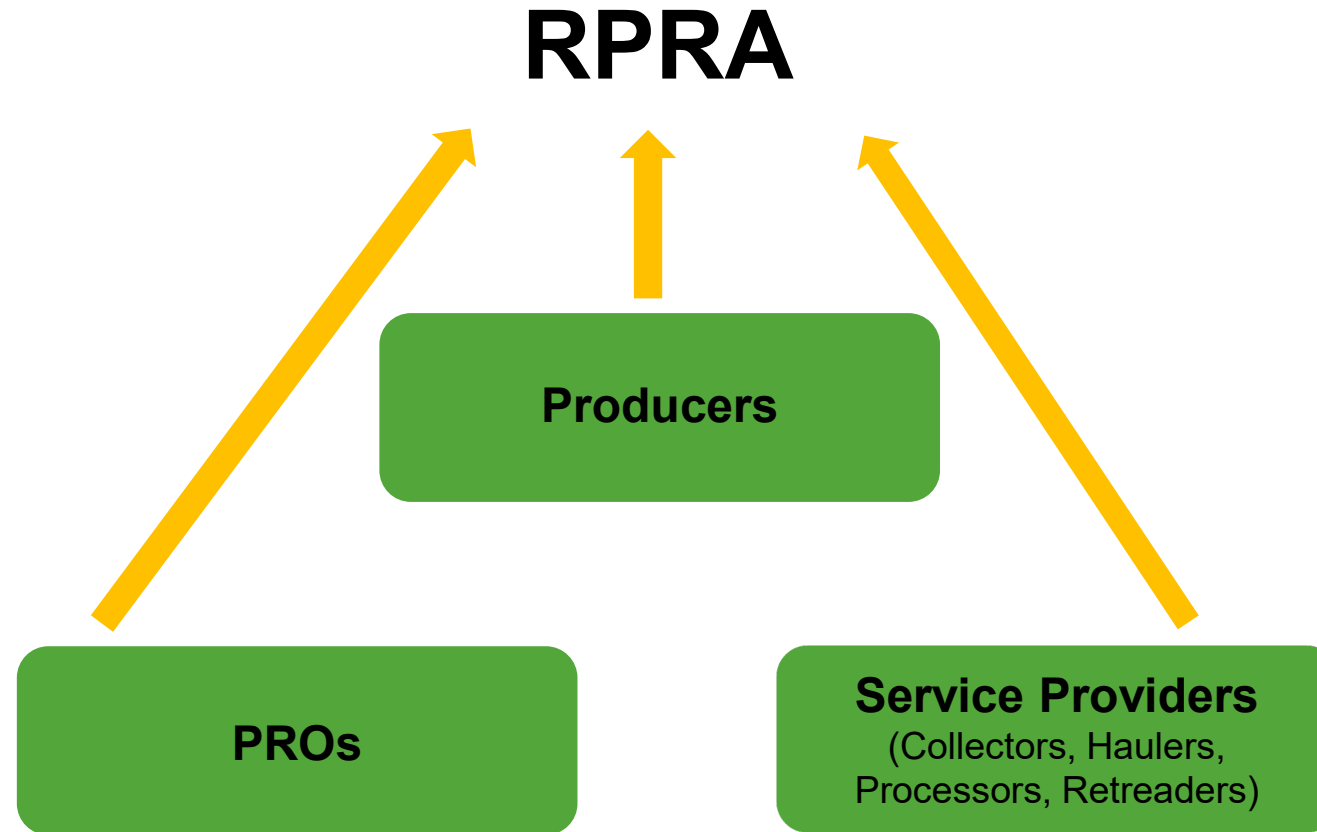 RPRA
Producers
PROs
Service Providers
(Collectors, Haulers,
Processors, Retreaders)